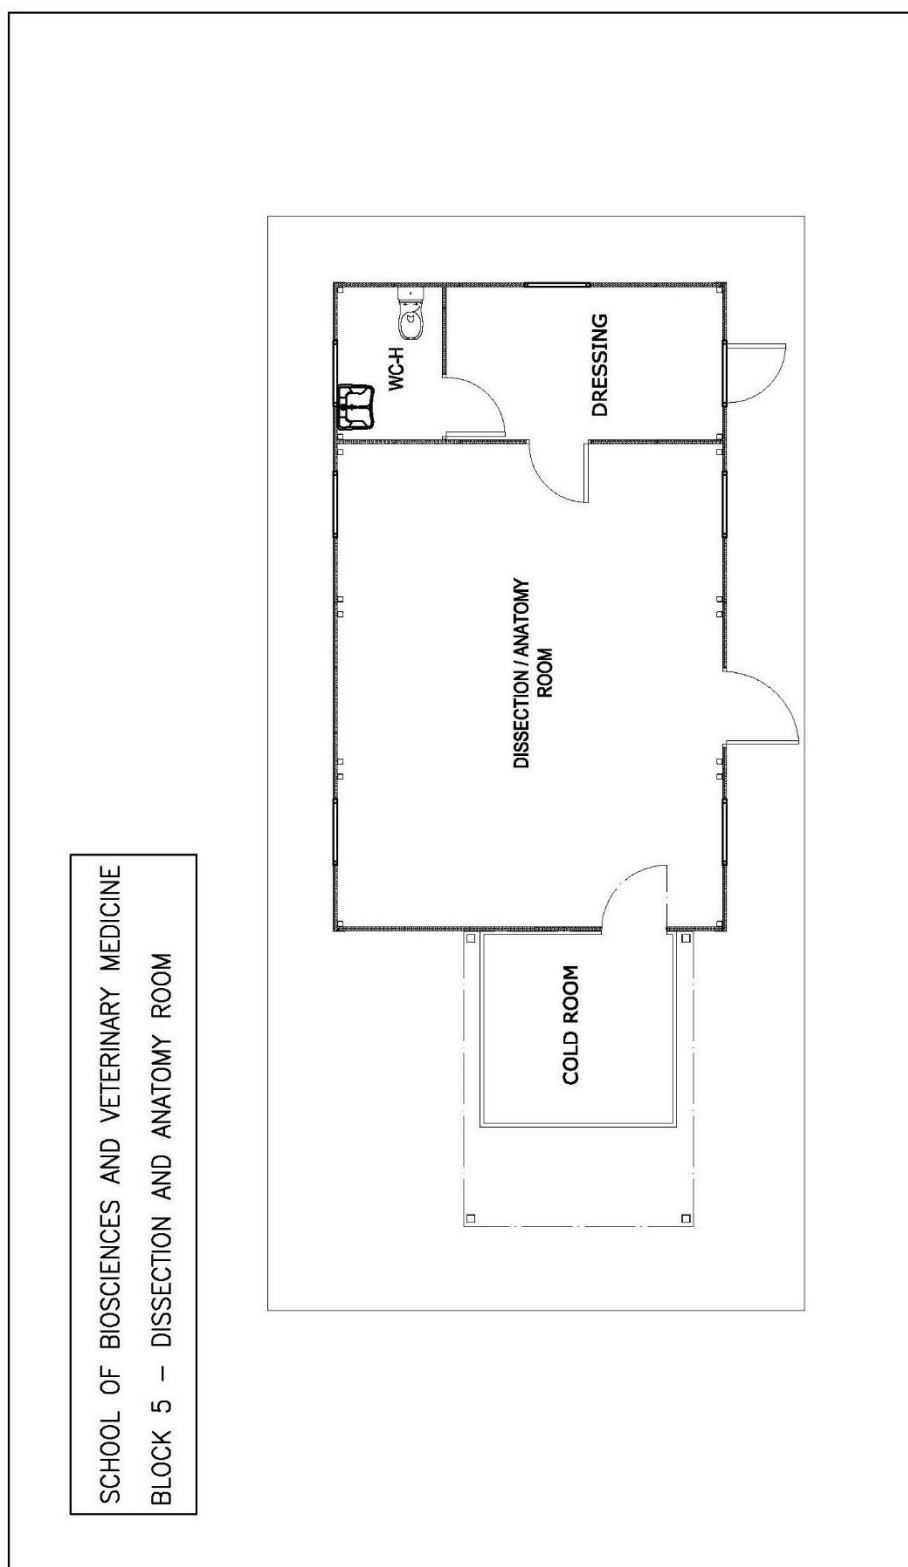 SCHOOL OF BIOSCIENCES AND VETERINARY MEDICINE
BLOCK 5 – DISSECTION AND ANATOMY ROOM
WC-H
DRESSING
DISSECTION / ANATOMY
ROOM
COLD ROOM